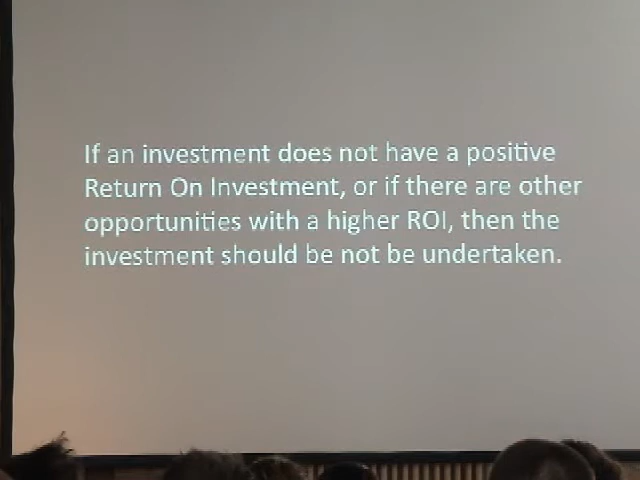 If an investment does not have a positive
Return On Investment, or if there are other
opportunities with a higher ROI, then the
investment should be not be undertaken.